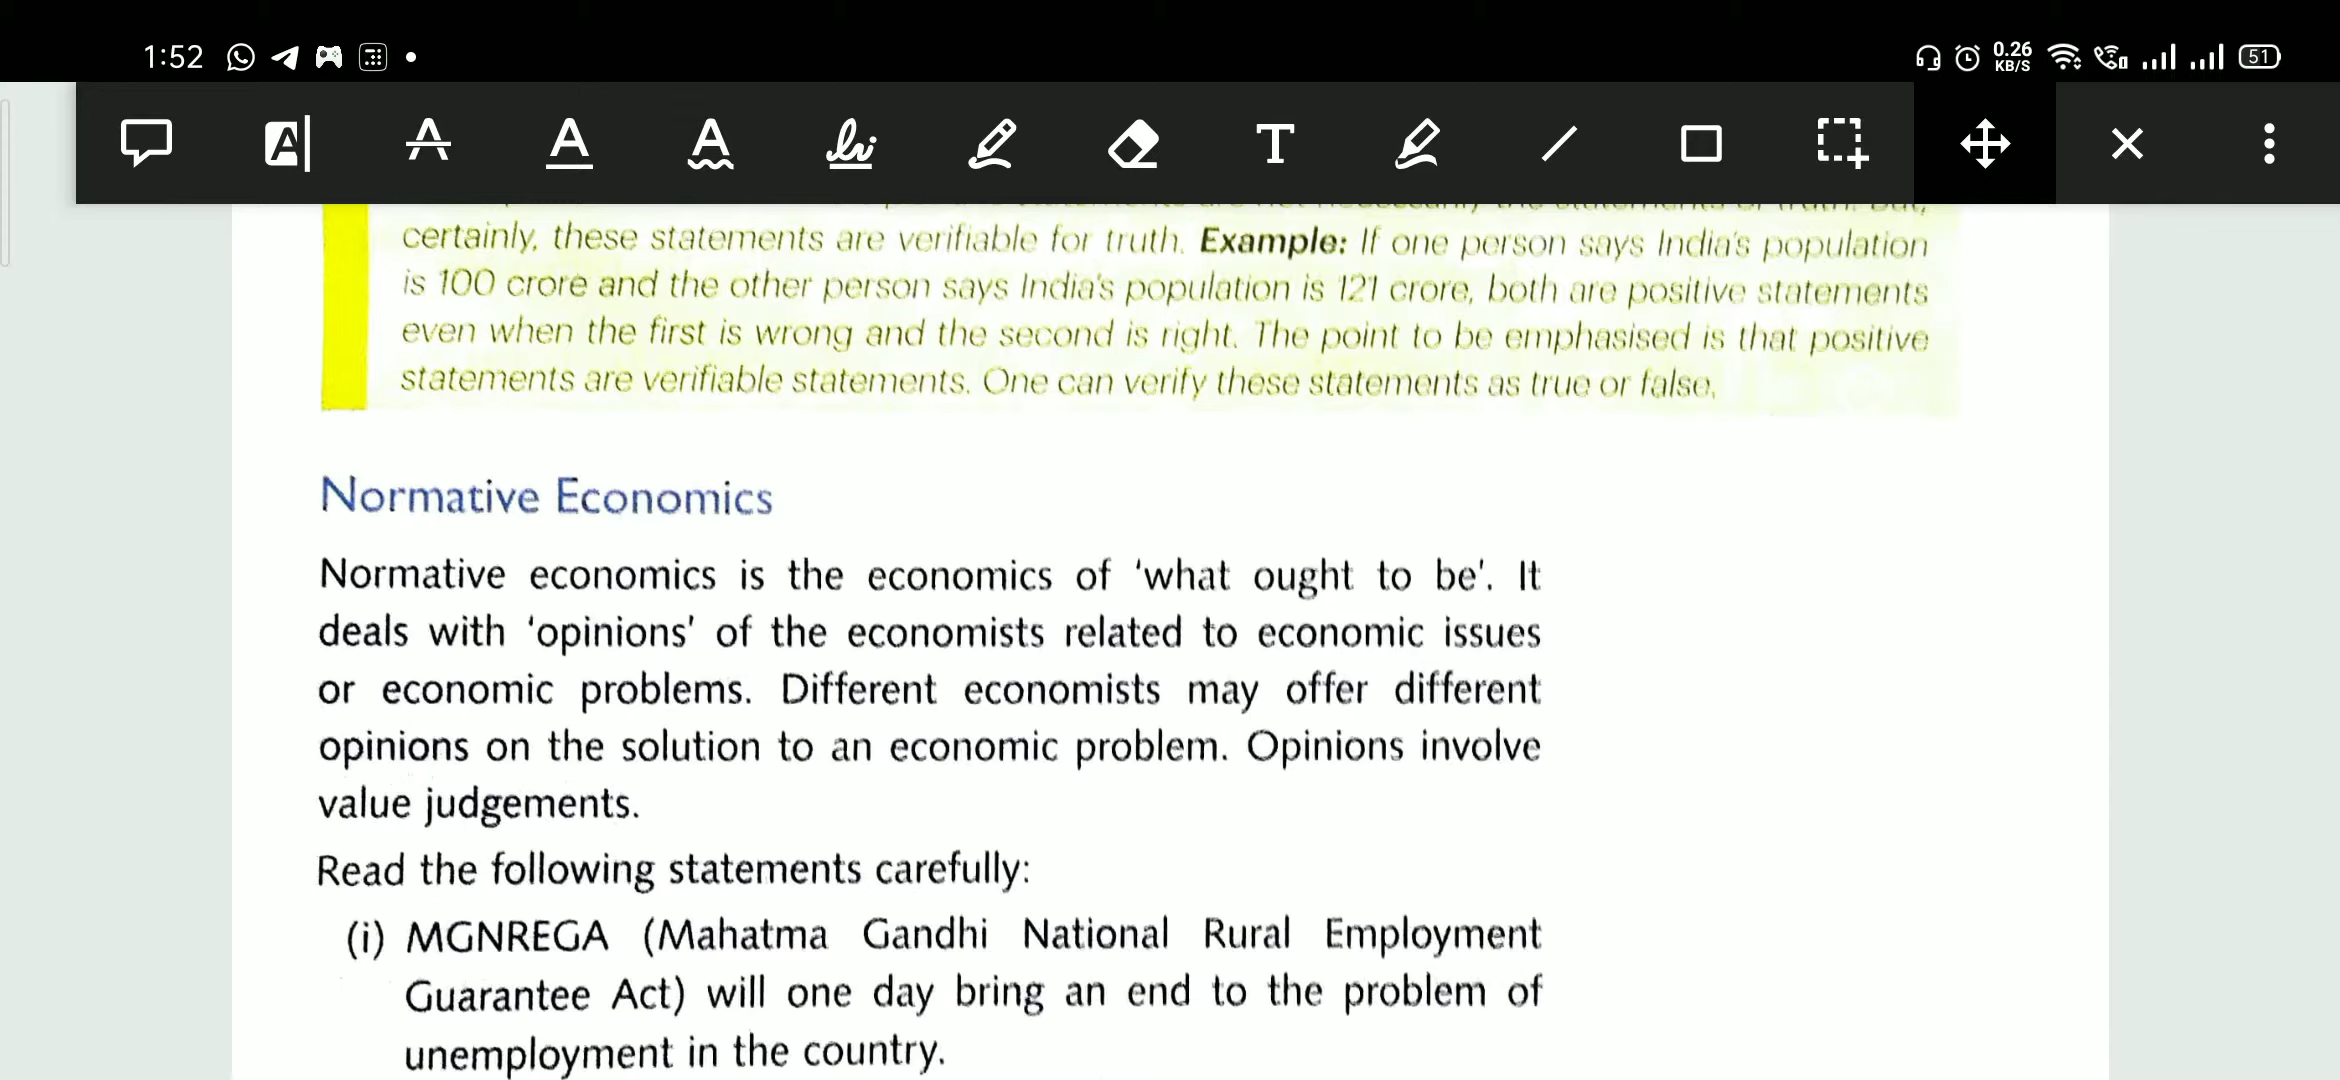 1:52
0.26
KB/S
51
A A A A T
certainly, these statements are verifiable for truth. Example: If one person says India's population
is 100 crore and the other person says India's population is 121 crore, both are positive statements
even when the first is wrong and the second is right. The point to be emphasised is that positive
statements are verifiable statements. One can verify these statements as true or false.
Normative Economics
Normative economics is the economics of 'what ought to be'. It
deals with 'opinions' of the economists related to economic issues
or economic problems. Different economists may offer different
opinions on the solution to an economic problem. Opinions involve
value judgements.
Read the following statements carefully:
(i) MGNREGA (Mahatma Gandhi National Rural Employment
Guarantee Act) will one day bring an end to the problem of
unemployment in the country.